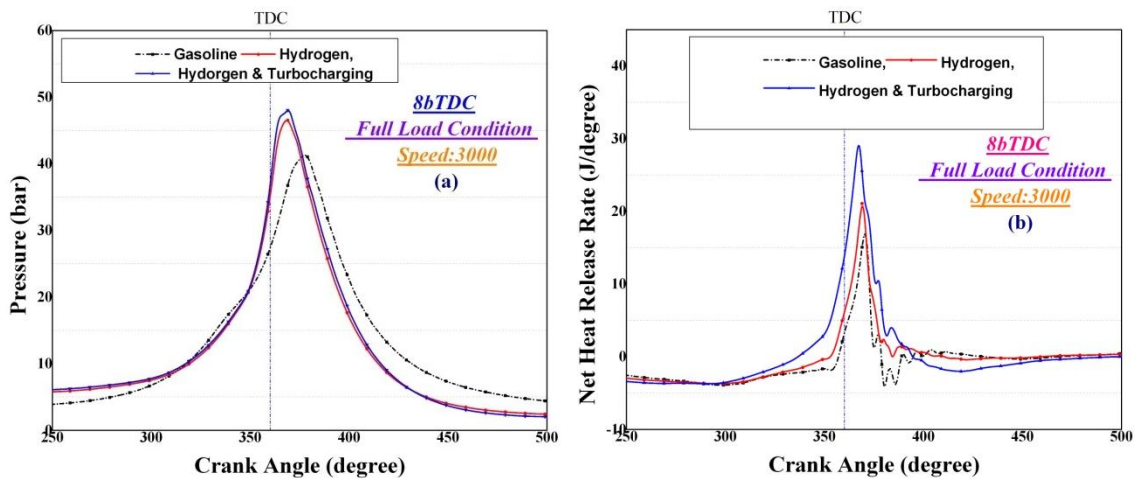 TDC
60
50
40
30
20
10
0
Pressure (bar)
Gasoline Hydrogen,
Hydorgen & Turbocharging
8bTDC
Full Load Condition
Speed:3000
(a)
250 300 350 400 450 500
Crank Angle (degree)
TDC
40
30
20
10
0
-10
Net Heat Release Rate (J/degree)
Gasoline, Hydrogen,
Hydrogen & Turbocharging
8bTDC
Full Load Condition
Speed:3000
(b)
250 300 350 400 450 500
Crank Angle (degree)